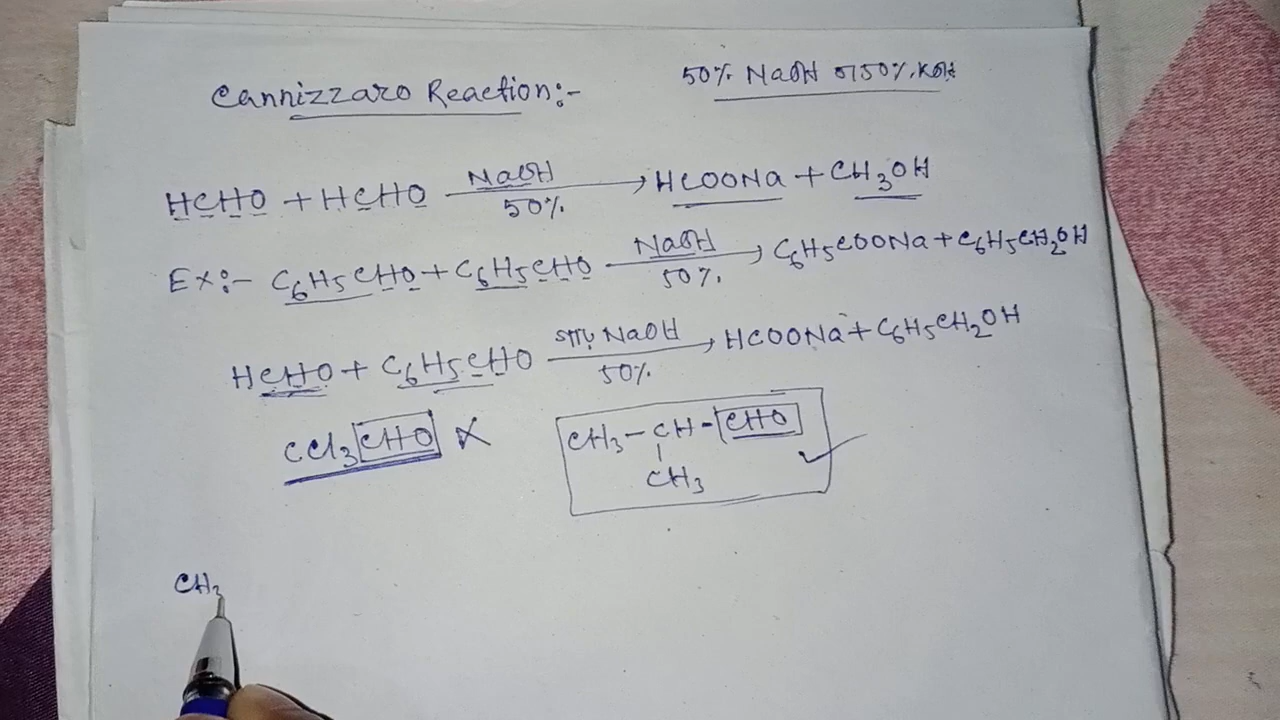 Cannizzaro Reaction:-
50% NaOH or 50% KOH
HCHO + HCHO NaOH 50% → HCOONa + CH3OH
Ex:- C6H5CHO + C6H5CHO NaOH 50% → C6H5COONa + C6H5CH2OH
HCHO + C6H5CHO NaOH 50% → HCOONa + C6H5CH2OH
CCl3CHO × CH3-CH-CHO ✓
CH3
CH3